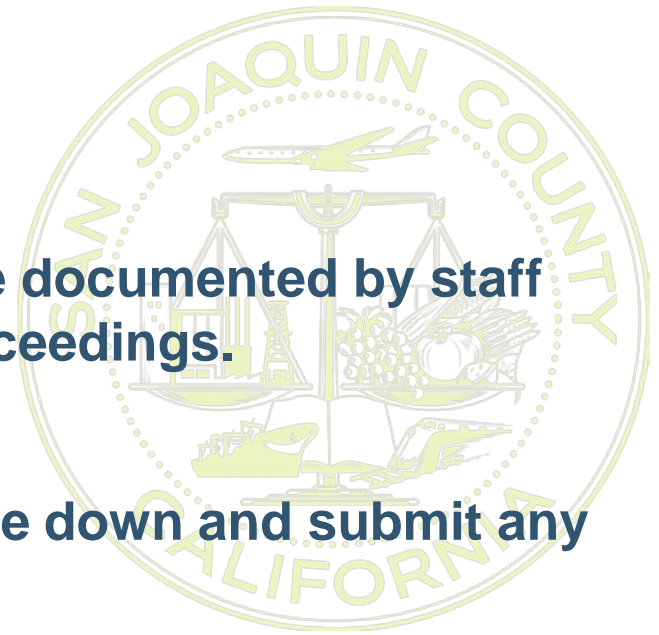 SAN JOAQUIN COUNTY
e documented by staff
ceedings.
e down and submit any
CALIFORNIA